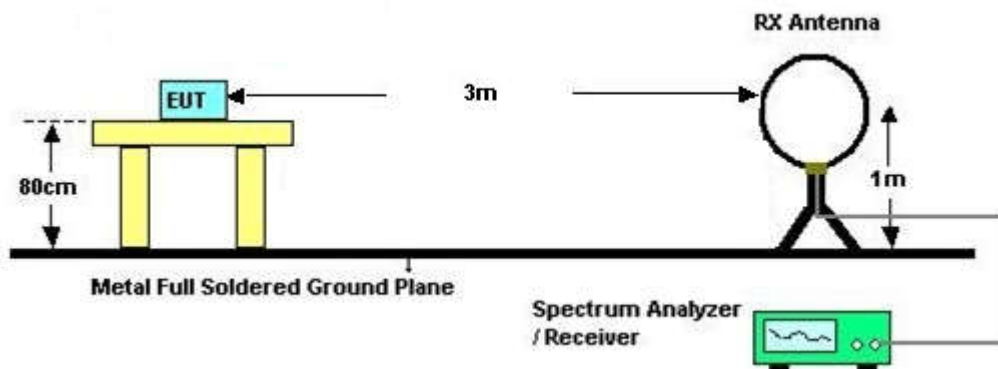 RX Antenna
EUT
3m
80cm
1m
Metal Full Soldered Ground Plane
Spectrum Analyzer
/ Receiver